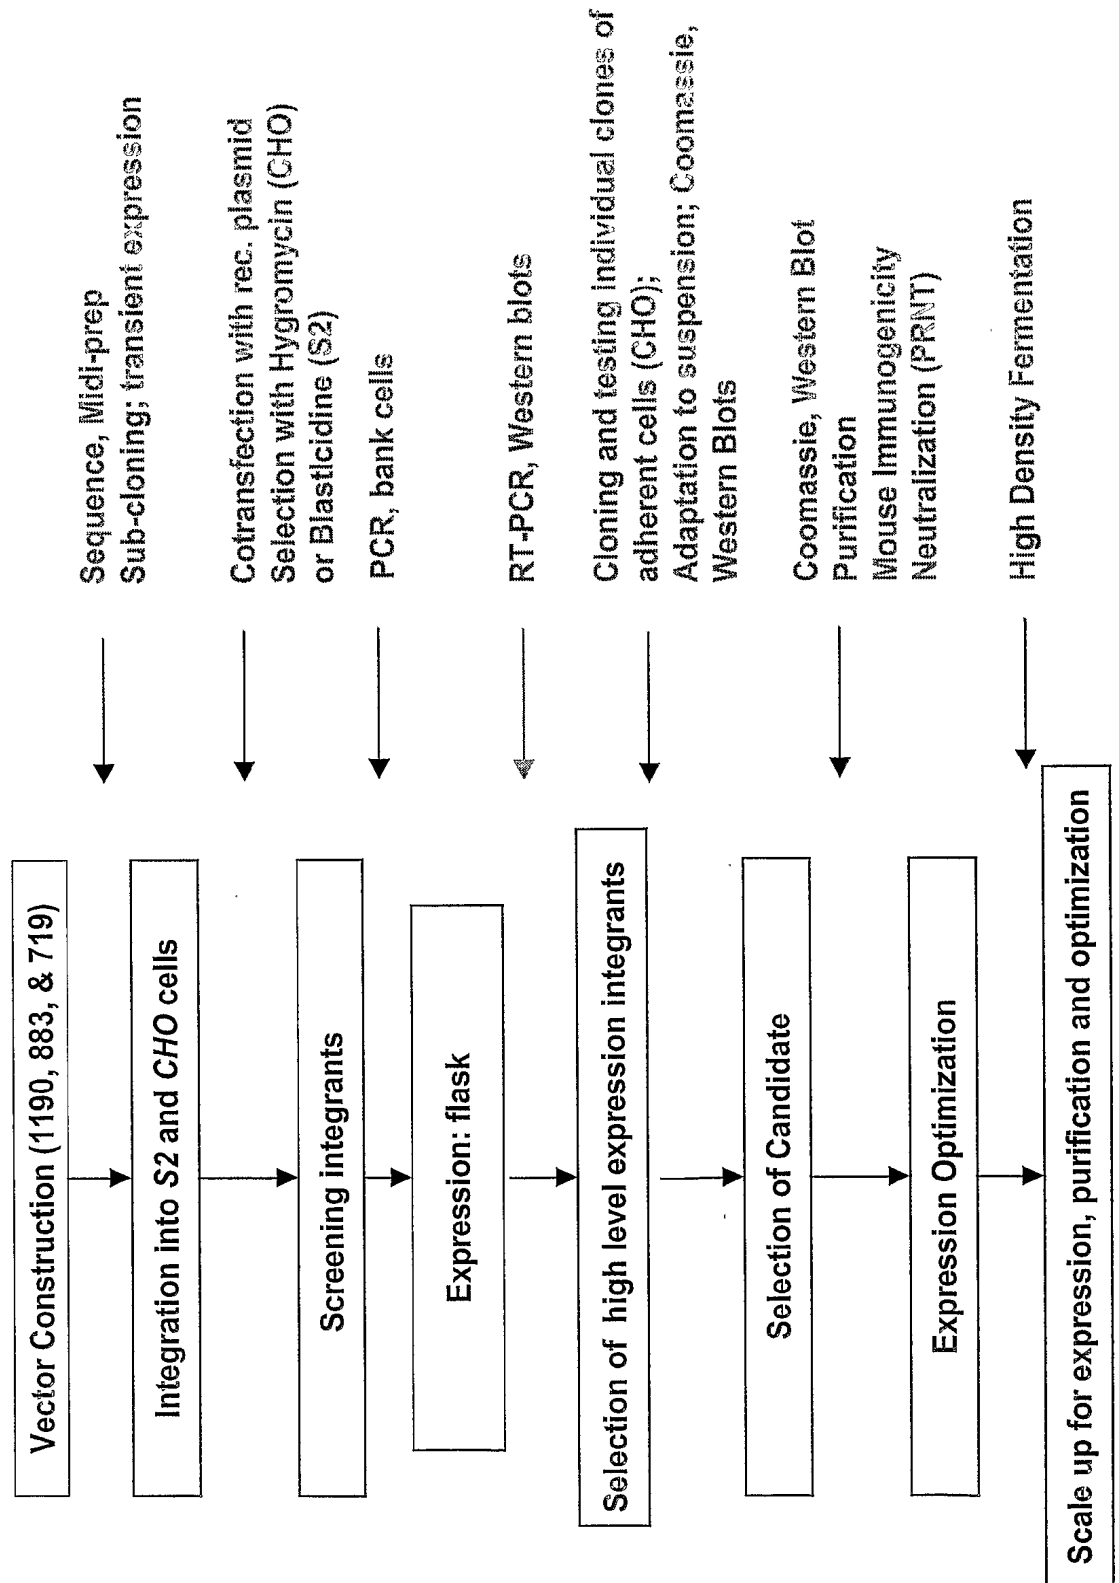 Vector Construction (1190, 883, & 719)
Sequence, Midi-prep
Sub-cloning; transient expression
Integration into S2 and CHO cells
Cotransfection with rec. plasmid
Selection with Hygromycin (CHO)
or Blasticidine (S2)
Screening integrants
PCR, bank cells
Expression: flask
RT-PCR, Western blots
Selection of high level expression integrants
Cloning and testing individual clones of
adherent cells (CHO);
Adaptation to suspension; Coomassie,
Western Blots
Selection of Candidate
Coomassie, Western Blot
Purification
Mouse Immunogenicity
Neutralization (PRNT)
Expression Optimization
High Density Fermentation
Scale up for expression, purification and optimization